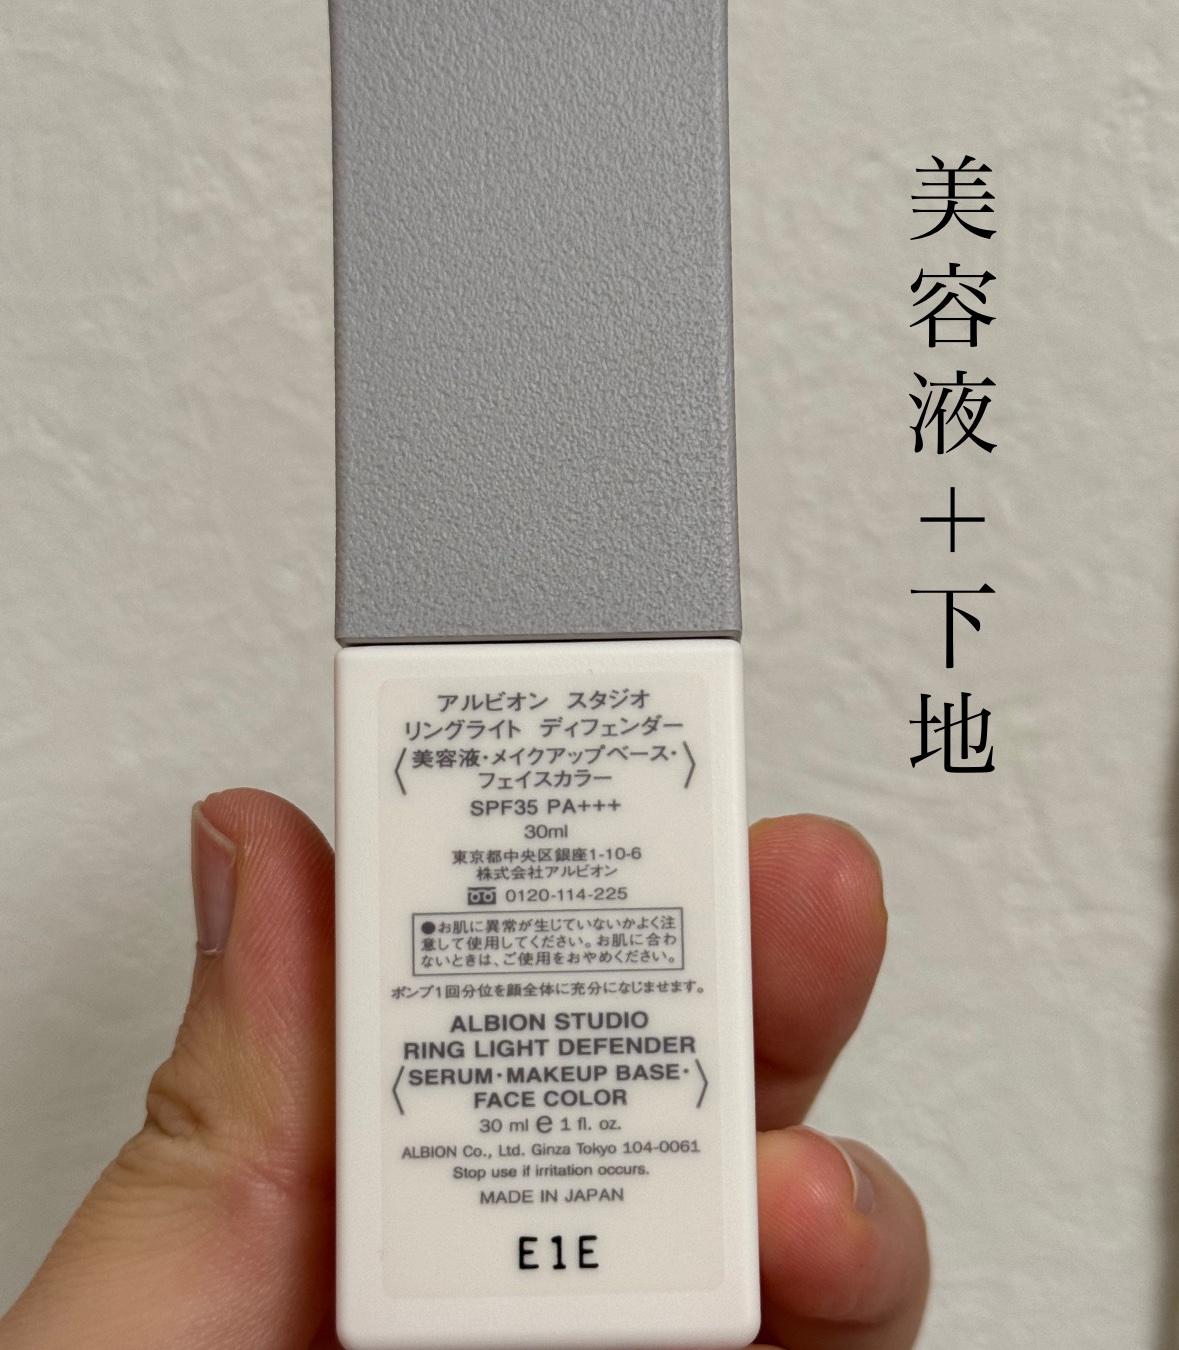 美容液＋下地
アルビオン スタジオ
リングライト ディフェンダー
〈美容液・メイクアップベース・
フェイスカラー〉
SPF35 PA+++
30ml
東京都中央区銀座1-10-6
株式会社アルビオン
0120-114-225
●お肌に異常が生じていないかよく注
意して使用してください。お肌に合わ
ないときは、ご使用をおやめください。
ポンプ1回分位を顔全体に充分になじませます。
ALBION STUDIO
RING LIGHT DEFENDER
〈SERUM・MAKEUP BASE・
FACE COLOR〉
30 ml e 1 fl. oz.
ALBION Co., Ltd. Ginza Tokyo 104-0061
Stop use if irritation occurs.
MADE IN JAPAN
E1E